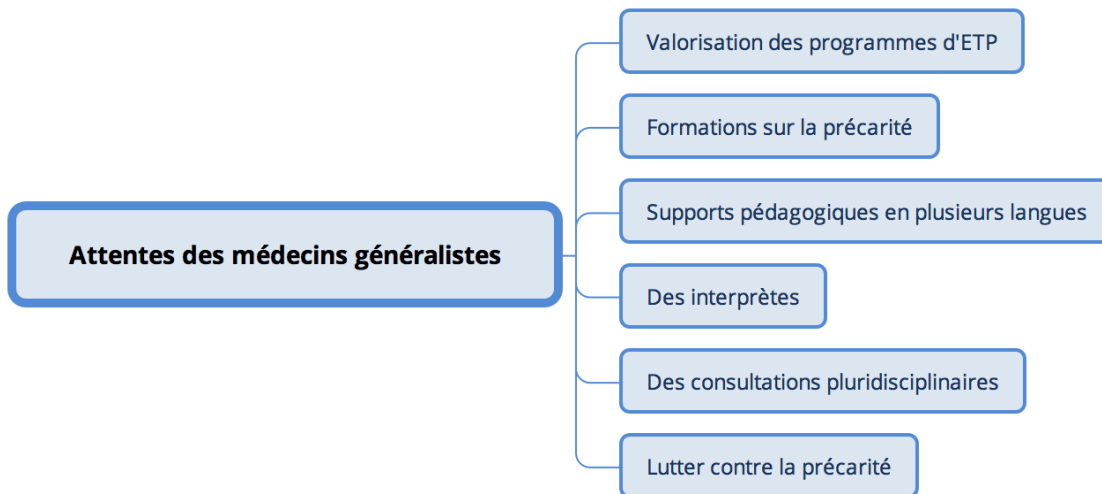 Attentes des médecins généralistes
Valorisation des programmes d'ETP
Formations sur la précarité
Supports pédagogiques en plusieurs langues
Des interprètes
Des consultations pluridisciplinaires
Lutter contre la précarité